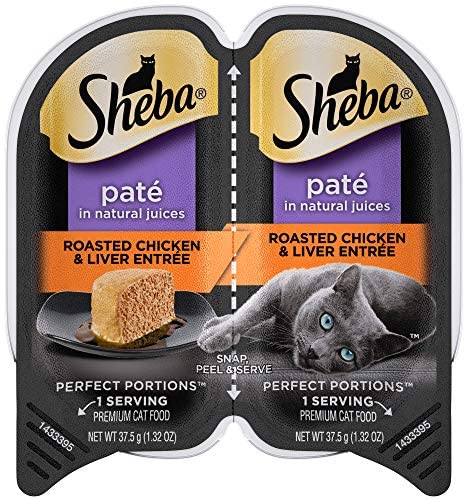 Sheba®
paté
in natural juices
ROASTED CHICKEN
& LIVER ENTRÉE
PERFECT PORTIONS™
1 SERVING
PREMIUM CAT FOOD
NET WT 37.5 g (1.32 OZ)
1433395
SNAP,
PEEL & SERVE
Sheba®
paté
in natural juices
ROASTED CHICKEN
& LIVER ENTRÉE
™
PERFECT PORTIONS™
1 SERVING
PREMIUM CAT FOOD
NET WT 37.5 g (1.32 OZ)
1433395